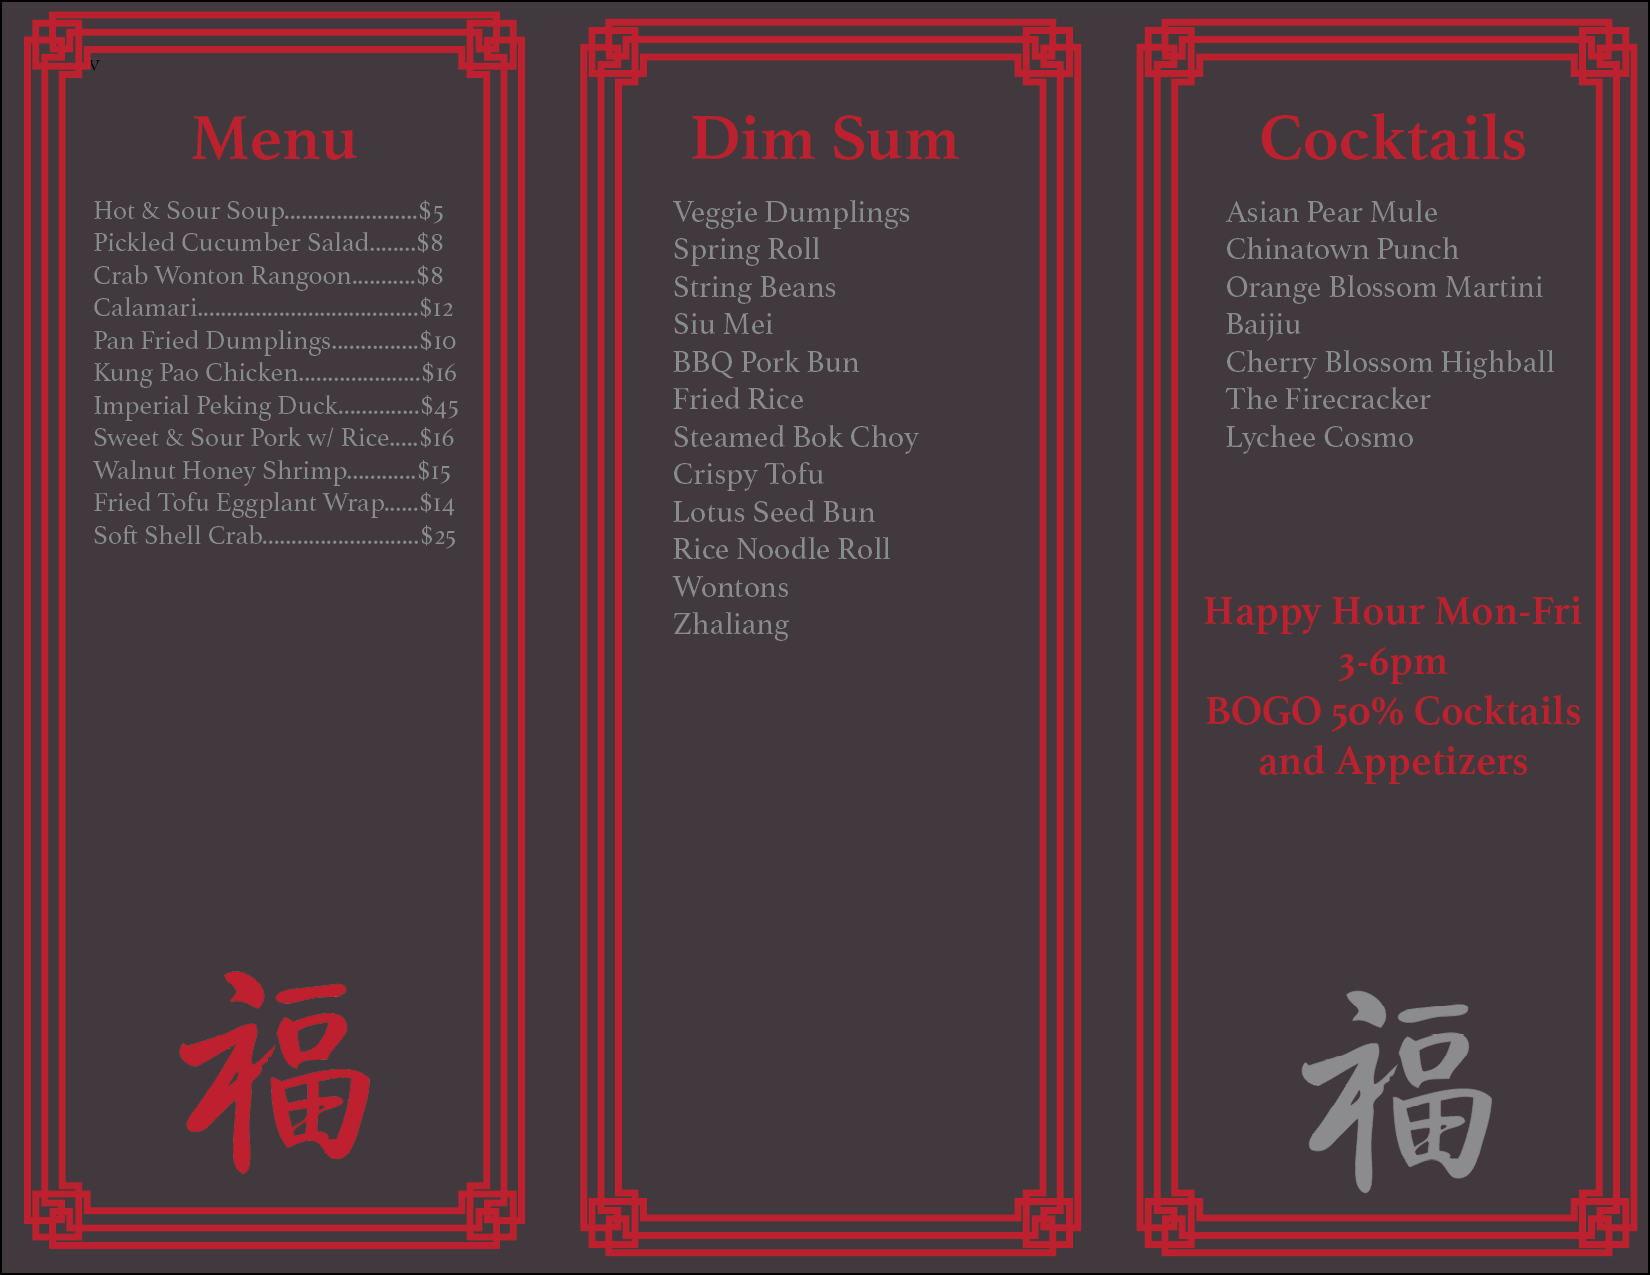 v
Menu
Hot & Sour Soup.......................$5
Pickled Cucumber Salad........$8
Crab Wonton Rangoon...........$8
Calamari......................................$12
Pan Fried Dumplings...............$10
Kung Pao Chicken.....................$16
Imperial Peking Duck..............$45
Sweet & Sour Pork w/ Rice.....$16
Walnut Honey Shrimp............$15
Fried Tofu Eggplant Wrap......$14
Soft Shell Crab...........................$25
福
Dim Sum
Veggie Dumplings
Spring Roll
String Beans
Siu Mei
BBQ Pork Bun
Fried Rice
Steamed Bok Choy
Crispy Tofu
Lotus Seed Bun
Rice Noodle Roll
Wontons
Zhaliang
Cocktails
Asian Pear Mule
Chinatown Punch
Orange Blossom Martini
Baijiu
Cherry Blossom Highball
The Firecracker
Lychee Cosmo
Happy Hour Mon-Fri
3-6pm
BOGO 50% Cocktails
and Appetizers
福